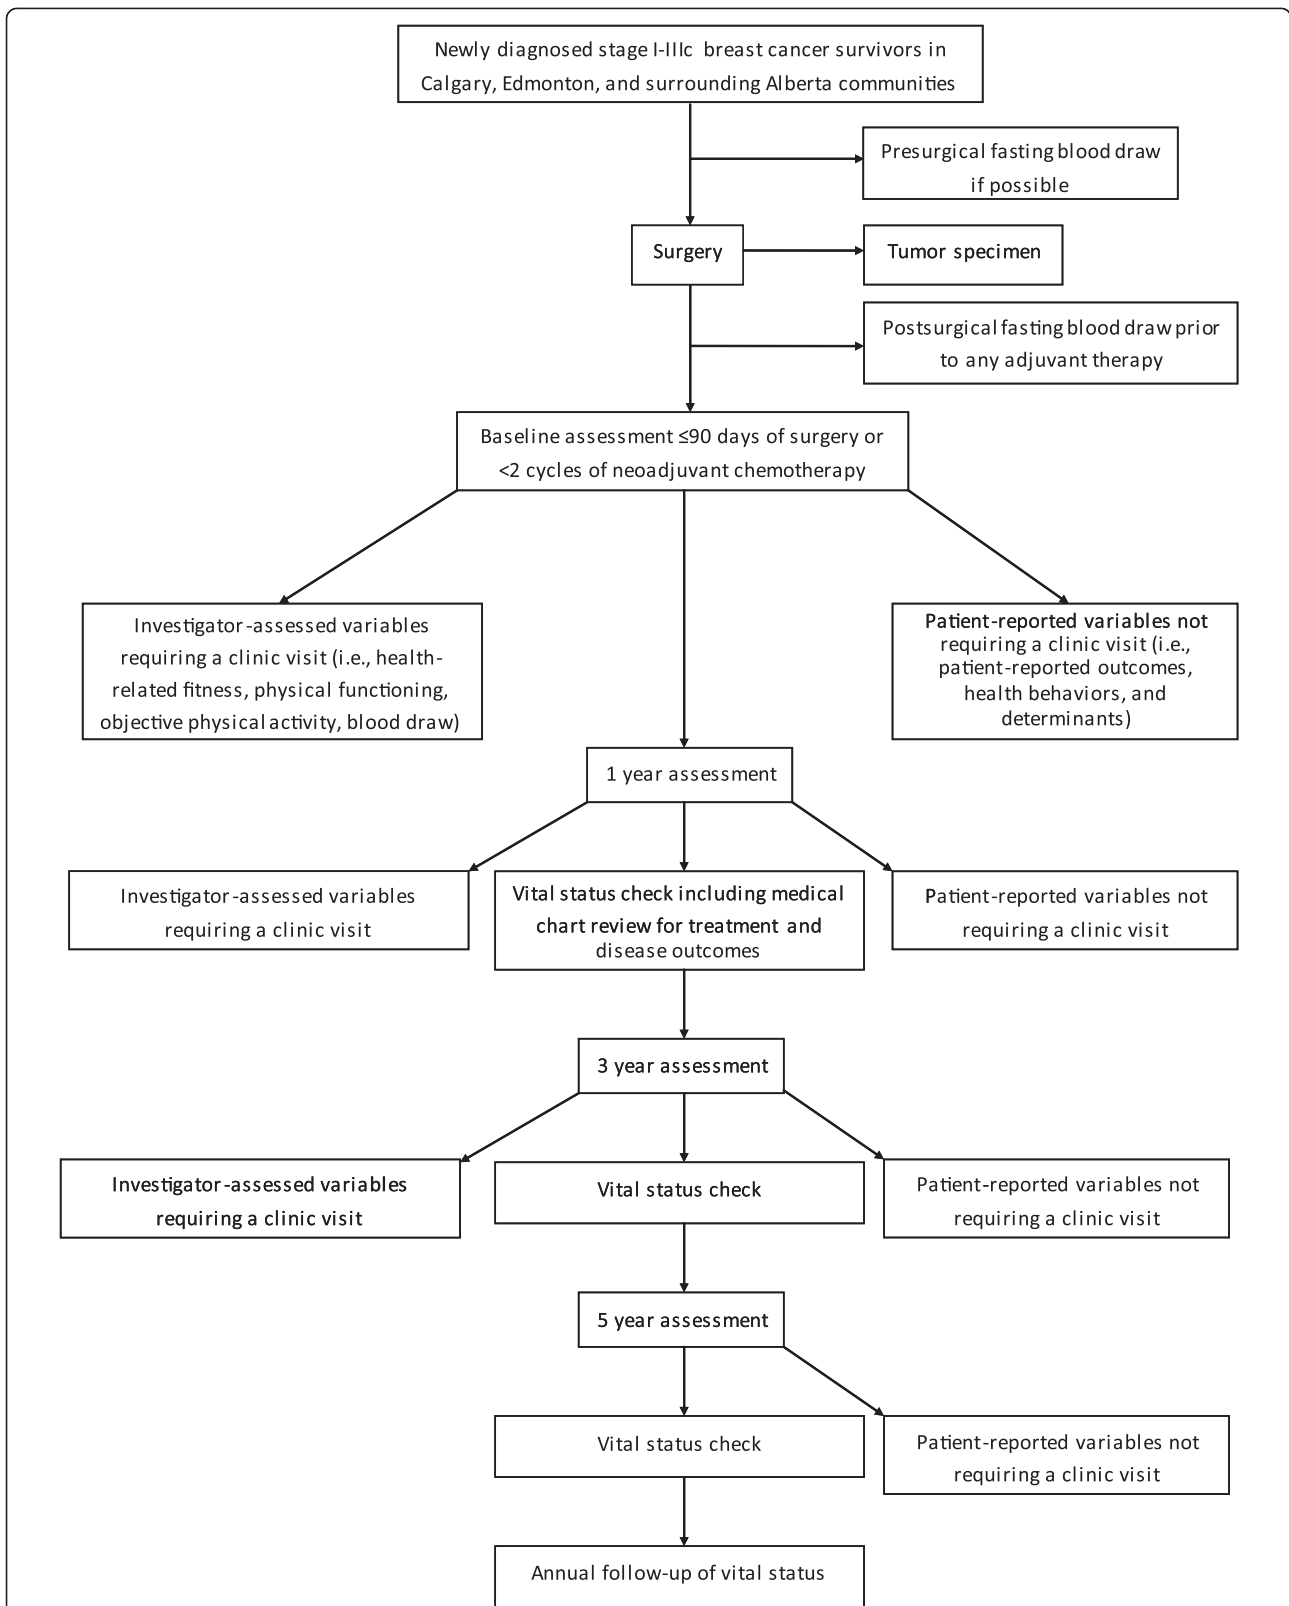 Newly diagnosed stage I-IIIc breast cancer survivors in
Calgary, Edmonton, and surrounding Alberta communities
Presurgical fasting blood draw
if possible
Surgery
Tumor specimen
Postsurgical fasting blood draw prior
to any adjuvant therapy
Baseline assessment ≤90 days of surgery or
<2 cycles of neoadjuvant chemotherapy
Investigator-assessed variables
requiring a clinic visit (i.e., health-
related fitness, physical functioning,
objective physical activity, blood draw)
Patient-reported variables not
requiring a clinic visit (i.e.,
patient-reported outcomes,
health behaviors, and
determinants)
1 year assessment
Investigator-assessed variables
requiring a clinic visit
Vital status check including medical
chart review for treatment and
disease outcomes
Patient-reported variables not
requiring a clinic visit
3 year assessment
Investigator-assessed variables
requiring a clinic visit
Vital status check
Patient-reported variables not
requiring a clinic visit
5 year assessment
Vital status check
Patient-reported variables not
requiring a clinic visit
Annual follow-up of vital status